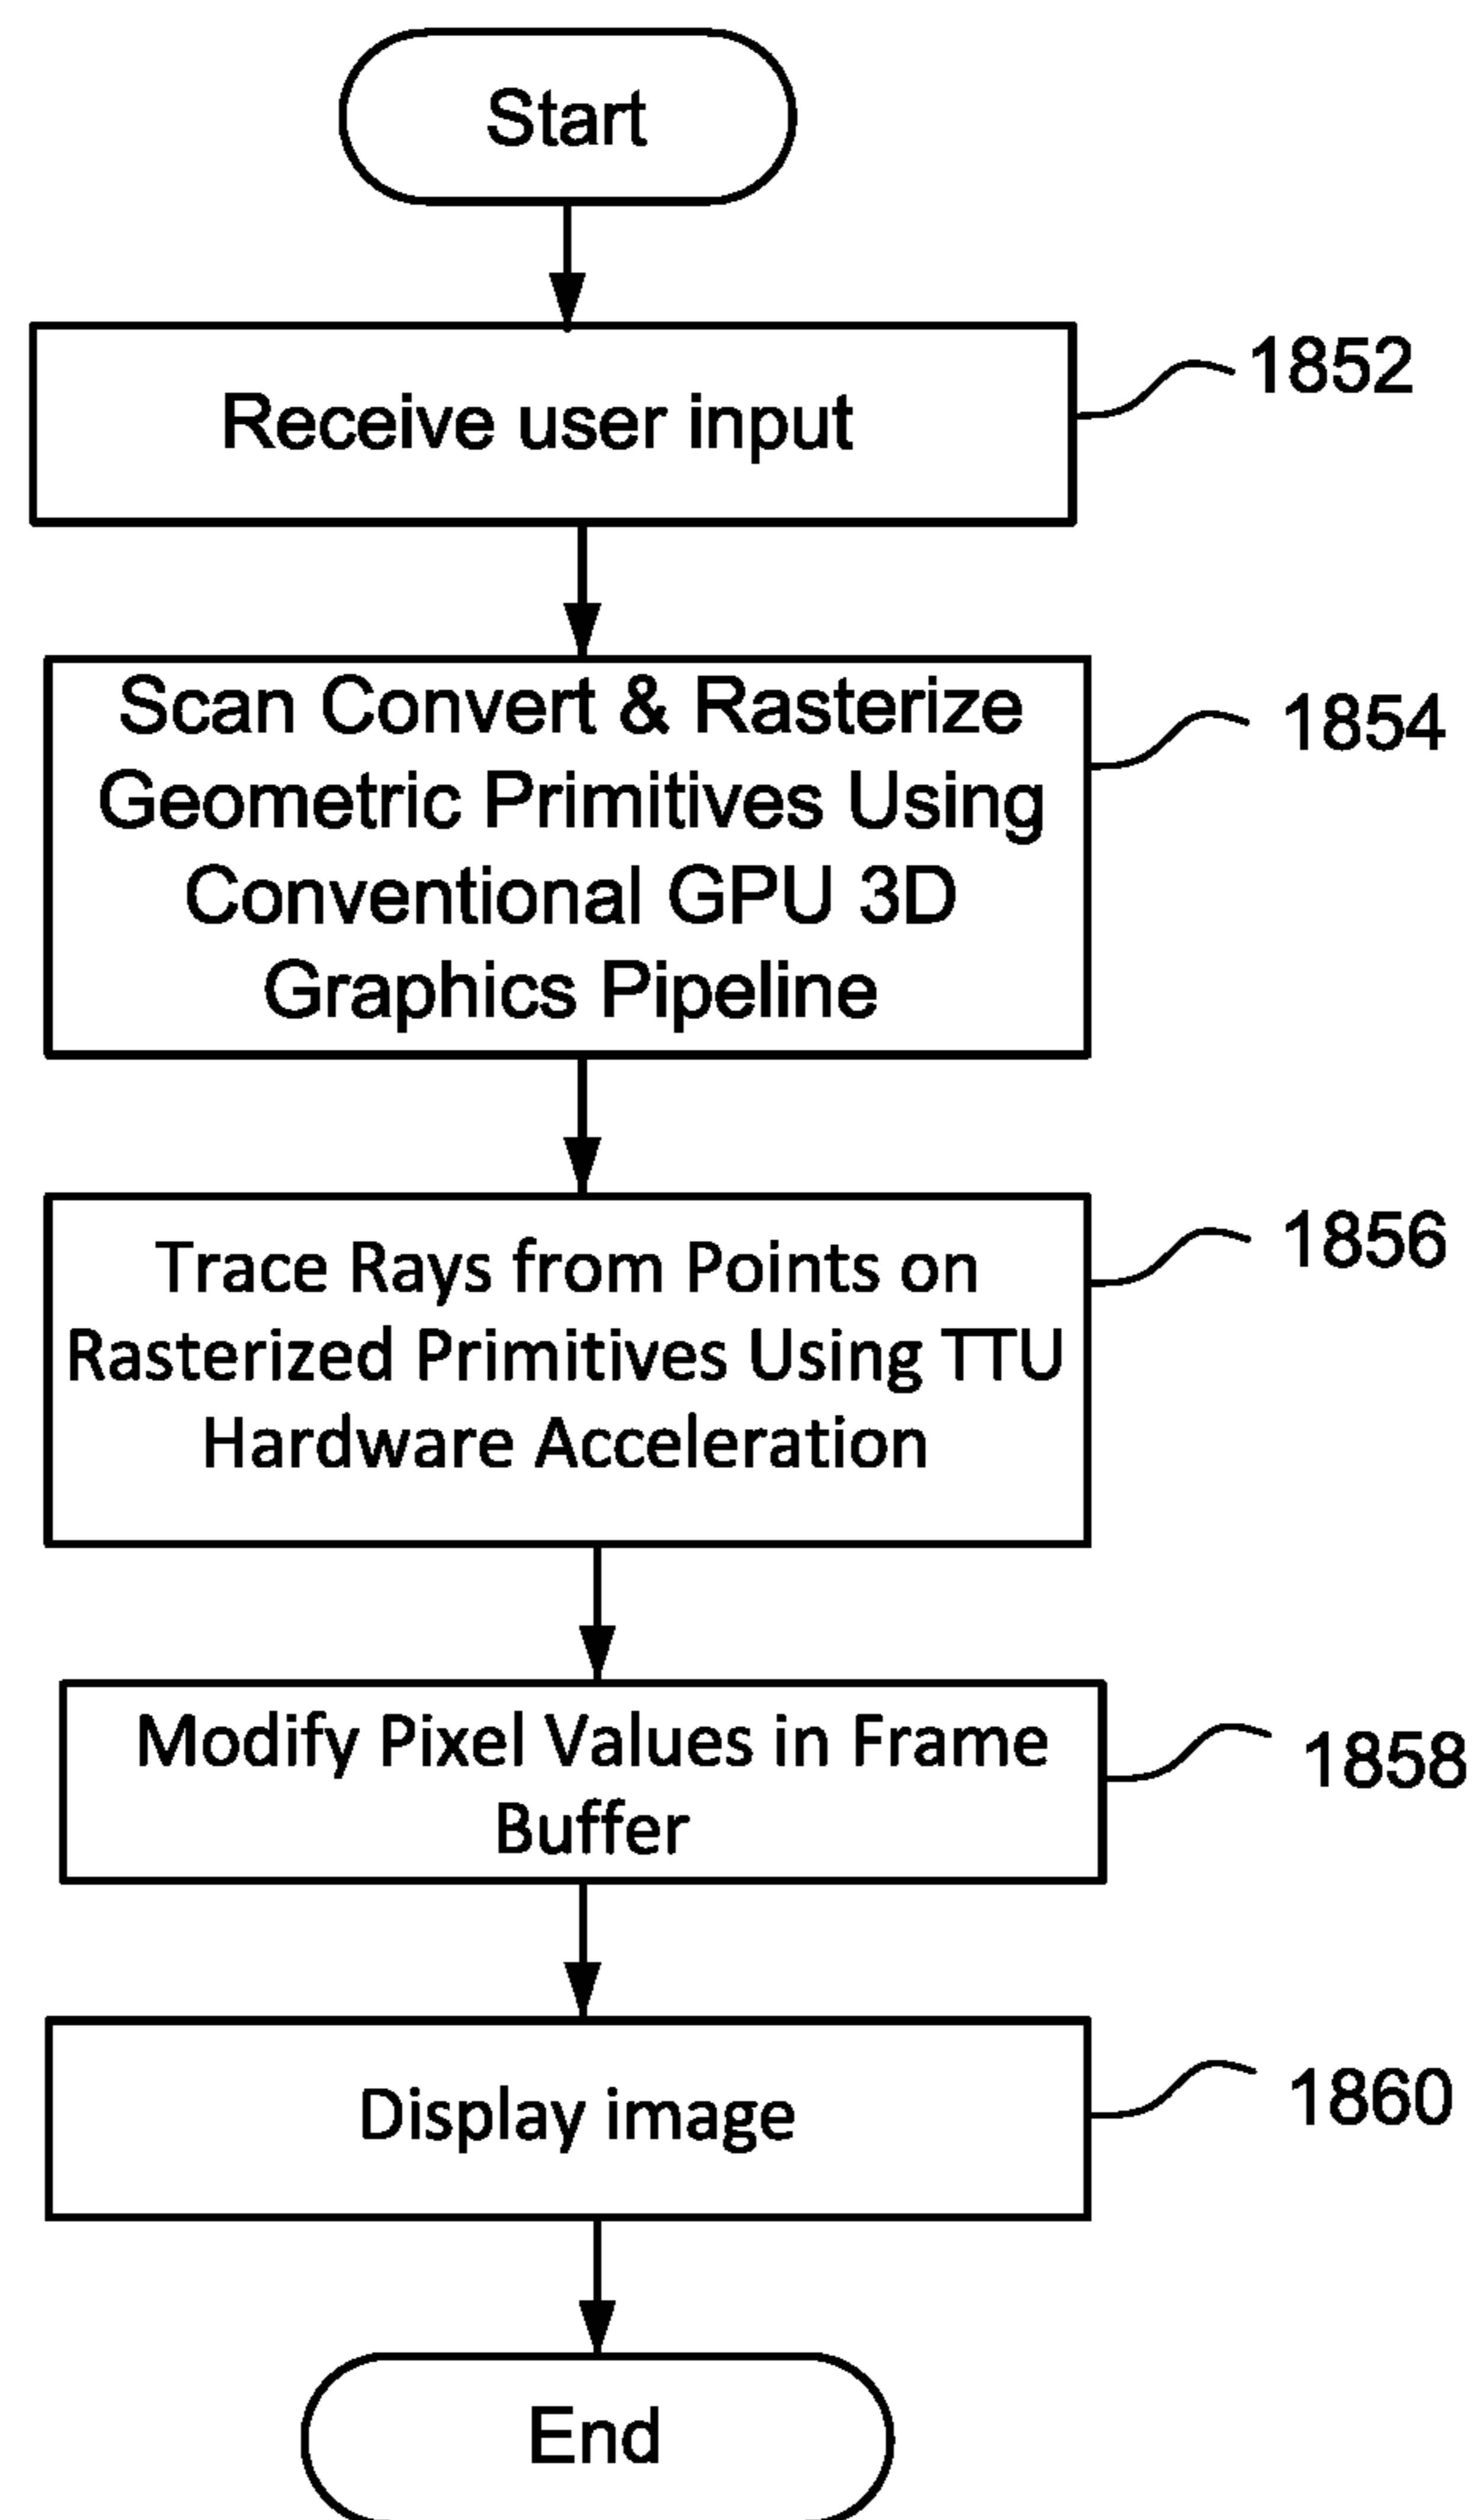 Start
Receive user input
1852
Scan Convert & Rasterize
Geometric Primitives Using
Conventional GPU 3D
Graphics Pipeline
1854
Trace Rays from Points on
Rasterized Primitives Using TTU
Hardware Acceleration
1856
Modify Pixel Values in Frame
Buffer
1858
Display image
1860
End